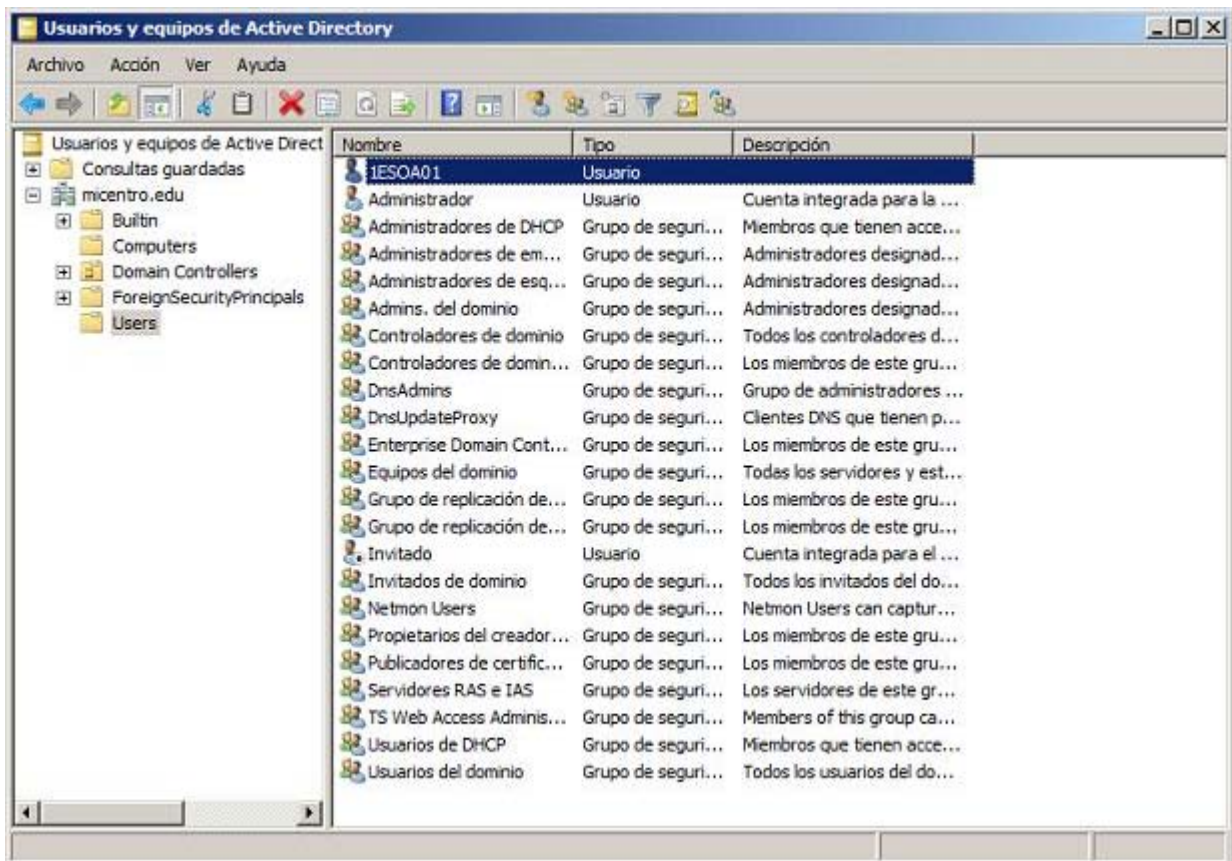 Usuarios y equipos de Active Directory
Archivo Acción Ver Ayuda
Usuarios y equipos de Active Direct
Consultas guardadas
micentro.edu
Builtin
Computers
Domain Controllers
ForeignSecurityPrincipals
Users
Nombre Tipo Descripción
1ESOA01 Usuario
Administrador Usuario Cuenta integrada para la ...
Administradores de DHCP Grupo de seguri... Miembros que tienen acce...
Administradores de em... Grupo de seguri... Administradores designad...
Administradores de esq... Grupo de seguri... Administradores designad...
Admins. del dominio Grupo de seguri... Administradores designad...
Controladores de dominio Grupo de seguri... Todos los controladores d...
Controladores de domin... Grupo de seguri... Los miembros de este gru...
DnsAdmins Grupo de seguri... Grupo de administradores ...
DnsUpdateProxy Grupo de seguri... Clientes DNS que tienen p...
Enterprise Domain Cont... Grupo de seguri... Los miembros de este gru...
Equipos del dominio Grupo de seguri... Todas los servidores y est...
Grupo de replicación de... Grupo de seguri... Los miembros de este gru...
Grupo de replicación de... Grupo de seguri... Los miembros de este gru...
Invitado Usuario Cuenta integrada para el ...
Invitados de dominio Grupo de seguri... Todos los invitados del do...
Netmon Users Grupo de seguri... Netmon Users can captur...
Propietarios del creador... Grupo de seguri... Los miembros de este gru...
Publicadores de certific... Grupo de seguri... Los miembros de este gru...
Servidores RAS e IAS Grupo de seguri... Los servidores de este gr...
TS Web Access Adminis... Grupo de seguri... Members of this group ca...
Usuarios de DHCP Grupo de seguri... Miembros que tienen acce...
Usuarios del dominio Grupo de seguri... Todos los usuarios del do...